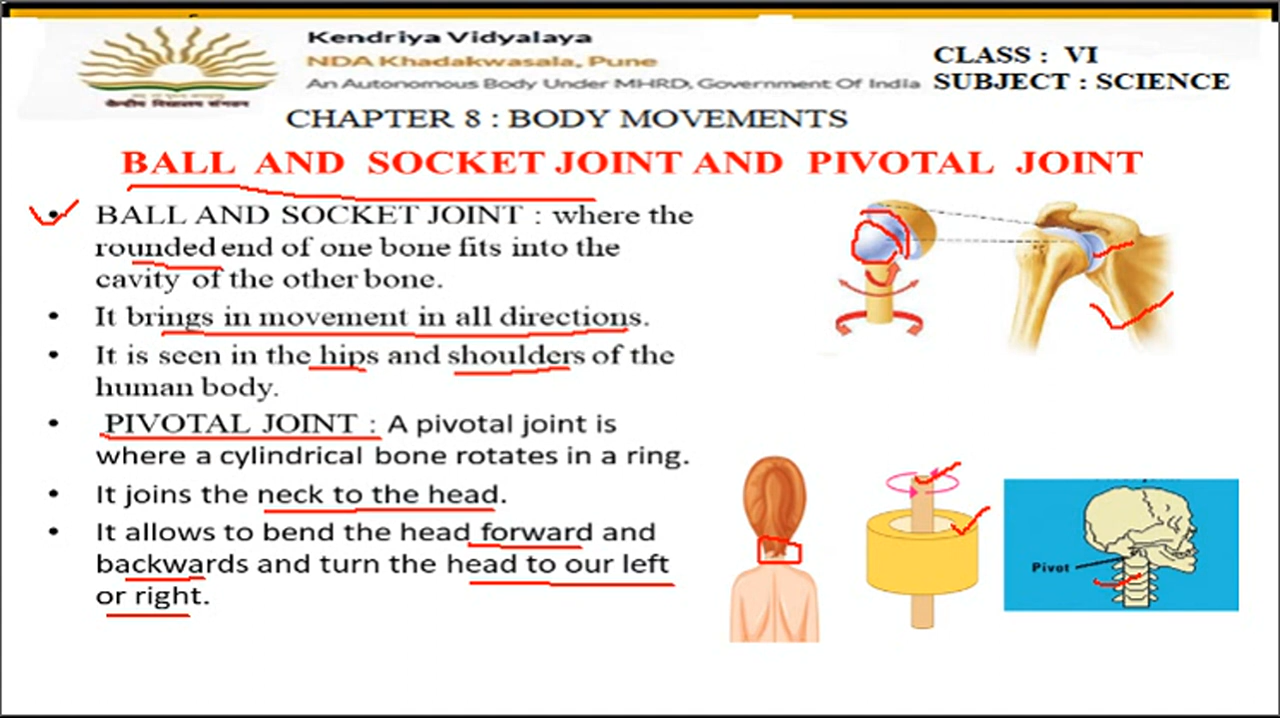 Kendriya Vidyalaya
NDA Khadakwasala, Pune
An Autonomous Body Under MHRD, Government Of India
केन्द्रीय विद्यालय संगठन
CLASS : VI
SUBJECT : SCIENCE
CHAPTER 8 : BODY MOVEMENTS
BALL AND SOCKET JOINT AND PIVOTAL JOINT
• BALL AND SOCKET JOINT : where the
rounded end of one bone fits into the
cavity of the other bone.
• It brings in movement in all directions.
• It is seen in the hips and shoulders of the
human body.
• PIVOTAL JOINT : A pivotal joint is
where a cylindrical bone rotates in a ring.
• It joins the neck to the head.
• It allows to bend the head forward and
backwards and turn the head to our left
or right.
Pivot